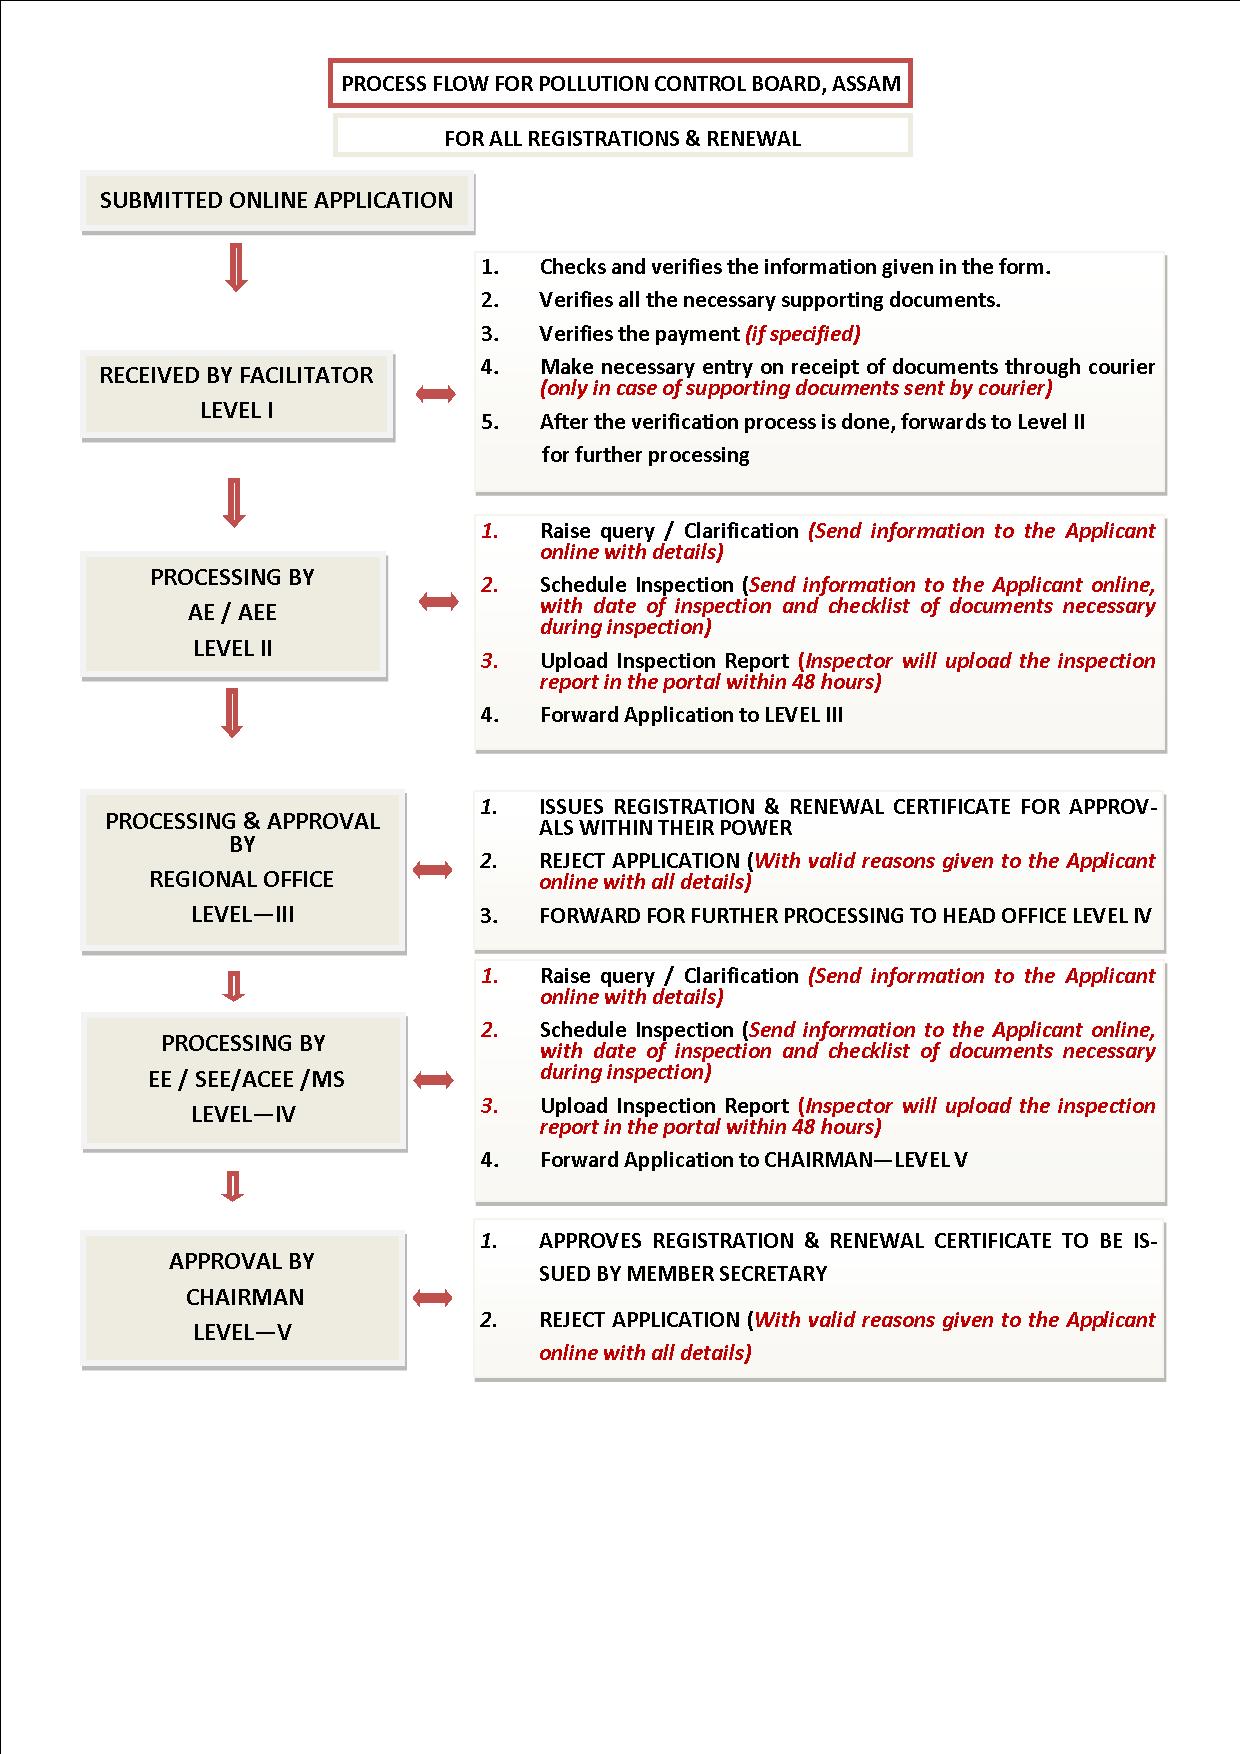 PROCESS FLOW FOR POLLUTION CONTROL BOARD, ASSAM
FOR ALL REGISTRATIONS & RENEWAL
SUBMITTED ONLINE APPLICATION
RECEIVED BY FACILITATOR
LEVEL I
1. Checks and verifies the information given in the form.
2. Verifies all the necessary supporting documents.
3. Verifies the payment (if specified)
4. Make necessary entry on receipt of documents through courier
(only in case of supporting documents sent by courier)
5. After the verification process is done, forwards to Level II
for further processing
PROCESSING BY
AE / AEE
LEVEL II
1. Raise query / Clarification (Send information to the Applicant
online with details)
2. Schedule Inspection (Send information to the Applicant online,
with date of inspection and checklist of documents necessary
during inspection)
3. Upload Inspection Report (Inspector will upload the inspection
report in the portal within 48 hours)
4. Forward Application to LEVEL III
PROCESSING & APPROVAL
BY
REGIONAL OFFICE
LEVEL—III
1. ISSUES REGISTRATION & RENEWAL CERTIFICATE FOR APPROV-
ALS WITHIN THEIR POWER
2. REJECT APPLICATION (With valid reasons given to the Applicant
online with all details)
3. FORWARD FOR FURTHER PROCESSING TO HEAD OFFICE LEVEL IV
PROCESSING BY
EE / SEE/ACEE /MS
LEVEL—IV
1. Raise query / Clarification (Send information to the Applicant
online with details)
2. Schedule Inspection (Send information to the Applicant online,
with date of inspection and checklist of documents necessary
during inspection)
3. Upload Inspection Report (Inspector will upload the inspection
report in the portal within 48 hours)
4. Forward Application to CHAIRMAN—LEVEL V
APPROVAL BY
CHAIRMAN
LEVEL—V
1. APPROVES REGISTRATION & RENEWAL CERTIFICATE TO BE IS-
SUED BY MEMBER SECRETARY
2. REJECT APPLICATION (With valid reasons given to the Applicant
online with all details)